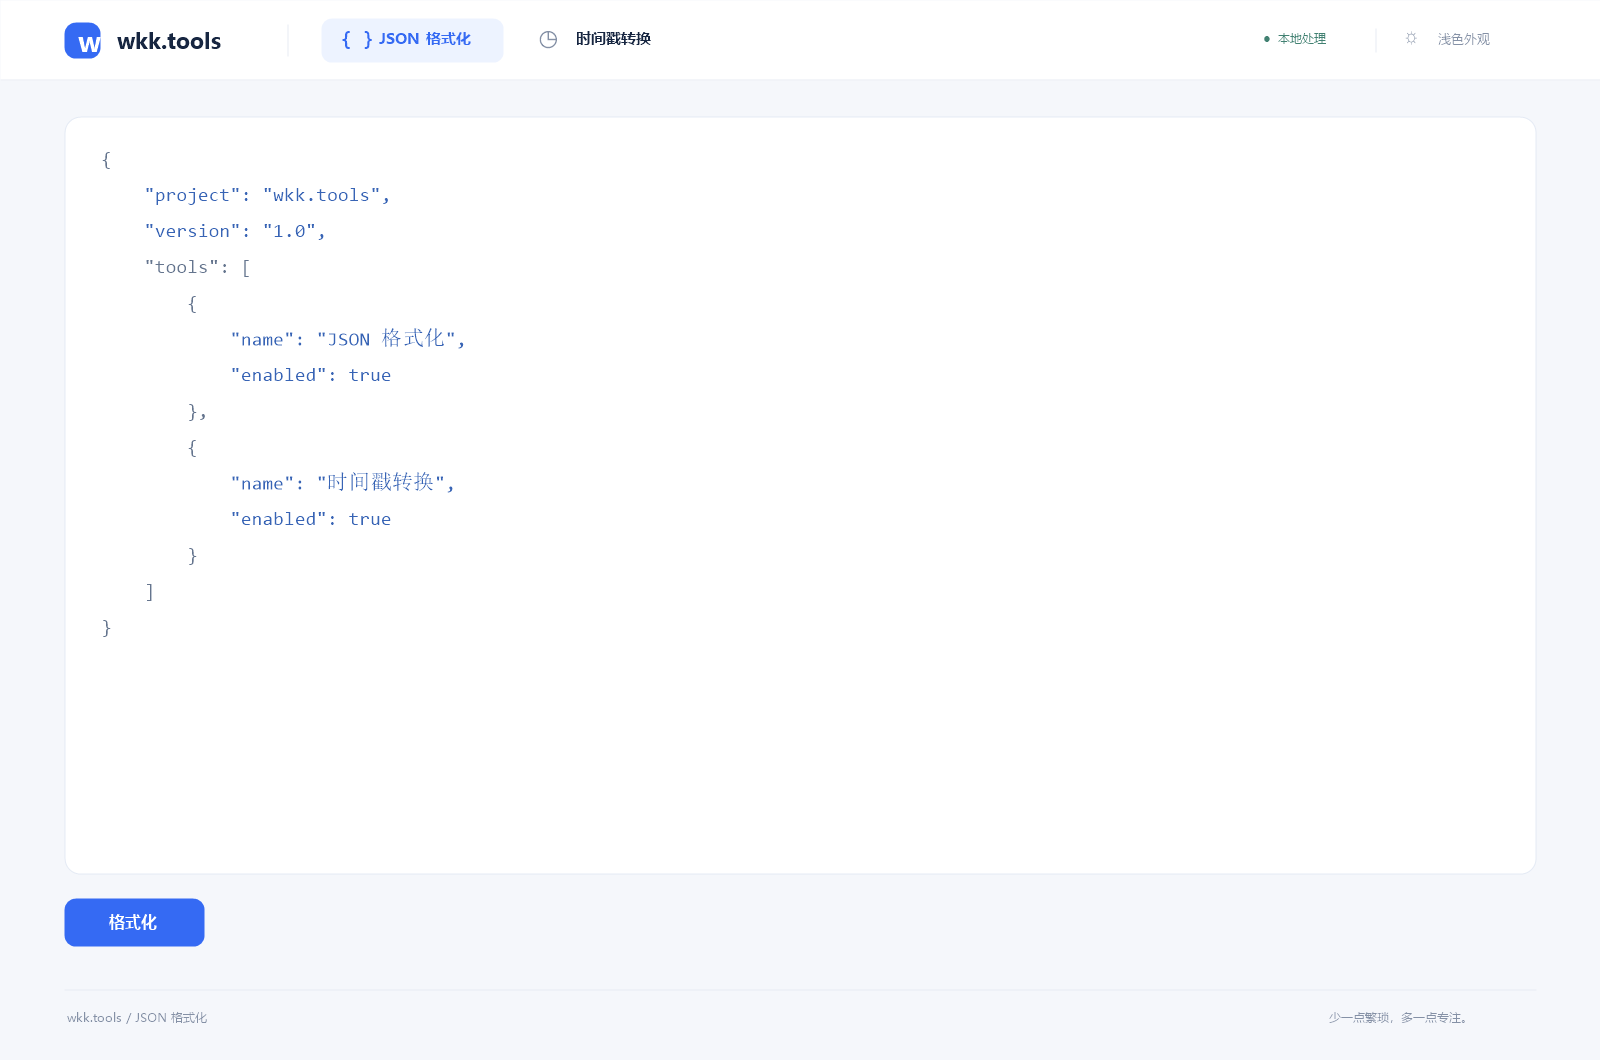 w wkk.tools { } JSON 格式化 时间戳转换 本地处理 浅色外观
{
    "project": "wkk.tools",
    "version": "1.0",
    "tools": [
        {
            "name": "JSON 格式化",
            "enabled": true
        },
        {
            "name": "时间戳转换",
            "enabled": true
        }
    ]
}
格式化
wkk.tools / JSON 格式化 少一点繁琐，多一点专注。